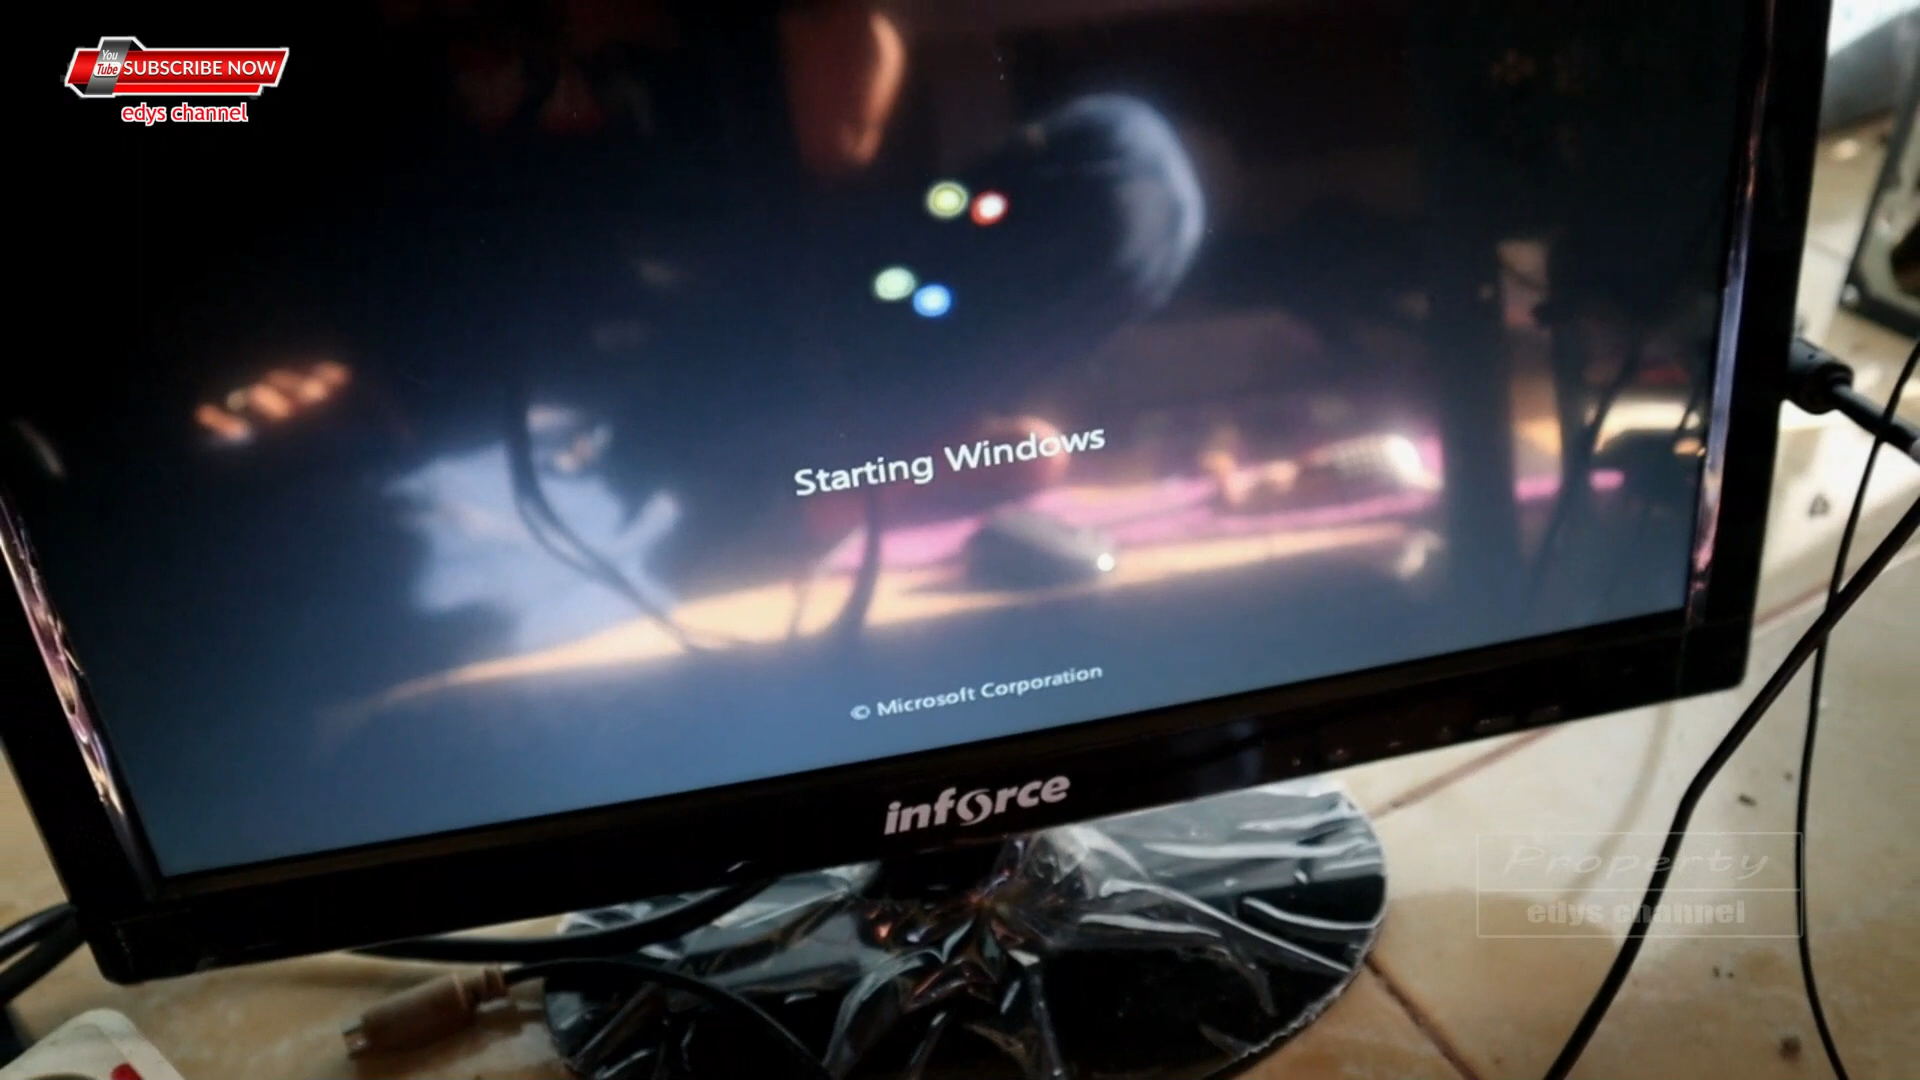 You
Tube
SUBSCRIBE NOW
edys channel
Starting Windows
© Microsoft Corporation
inforce
Property
edys channel